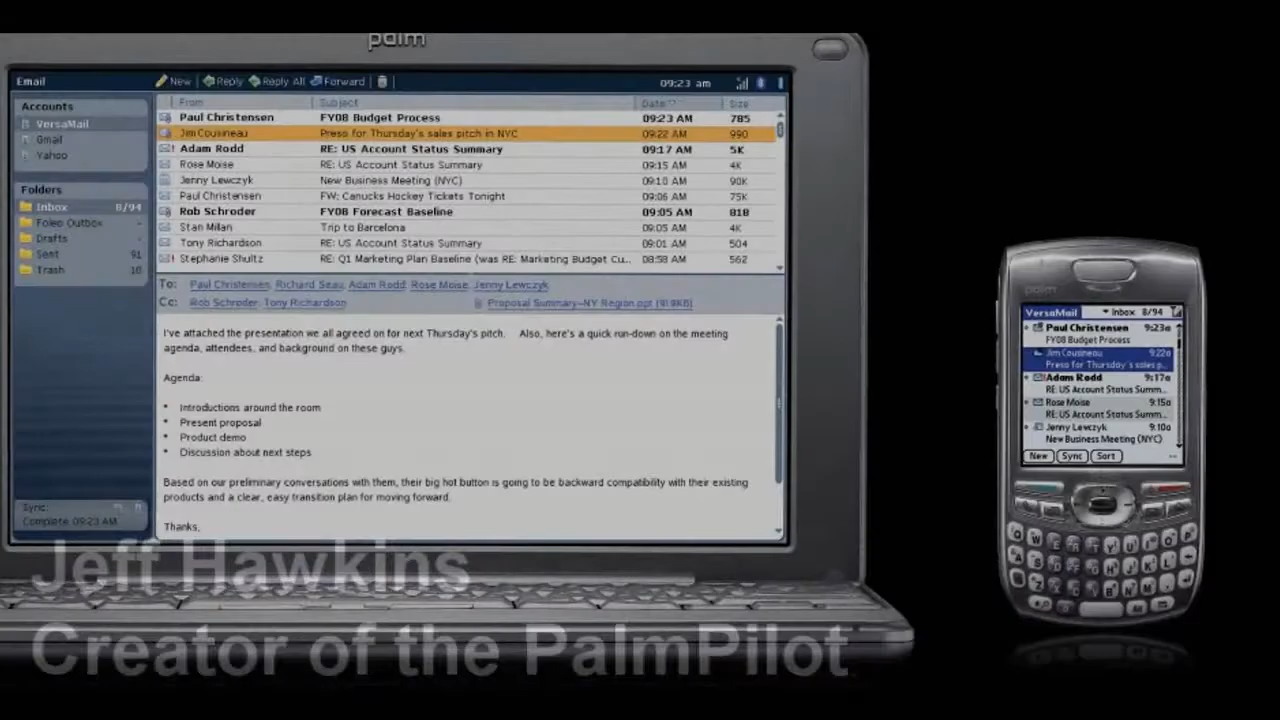 palm
Email New Reply Reply All Forward 09:23 am
Accounts
VersaMail
Gmail
Yahoo
Folders
Inbox 8/94
Foleo Outbox -
Drafts -
Sent 91
Trash 10
Sync:
Complete 09:23 AM
From Subject Date Size
Paul Christensen FY08 Budget Process 09:23 AM 785
Jim Cousineau Preso for Thursday's sales pitch in NYC 09:22 AM 990
Adam Rodd RE: US Account Status Summary 09:17 AM 5K
Rose Moise RE: US Account Status Summary 09:15 AM 4K
Jenny Lewczyk New Business Meeting (NYC) 09:10 AM 90K
Paul Christensen FW: Canucks Hockey Tickets Tonight 09:06 AM 75K
Rob Schroder FY08 Forecast Baseline 09:05 AM 818
Stan Milan Trip to Barcelona 09:05 AM 4K
Tony Richardson RE: US Account Status Summary 09:01 AM 504
Stephanie Shultz RE: Q1 Marketing Plan Baseline (was RE: Marketing Budget Cu... 08:58 AM 562
To: Paul Christensen, Richard Seau, Adam Rodd, Rose Moise, Jenny Lewczyk
Cc: Rob Schroder, Tony Richardson Proposal Summary-NY Region.ppt (919KB)
I've attached the presentation we all agreed on for next Thursday's pitch. Also, here's a quick run-down on the meeting
agenda, attendees, and background on these guys.
Agenda:
* Introductions around the room
* Present proposal
* Product demo
* Discussion about next steps
Based on our preliminary conversations with them, their big hot button is going to be backward compatibility with their existing
products and a clear, easy transition plan for moving forward.
Thanks,
palm
VersaMail Inbox 8/94
Paul Christensen 9:23a
FY08 Budget Process
Jim Cousineau 9:22a
Preso for Thursday's sales p...
Adam Rodd 9:17a
RE: US Account Status Summ...
Rose Moise 9:15a
RE: US Account Status Summ...
Jenny Lewczyk 9:10a
New Business Meeting (NYC)
New Sync Sort
Jeff Hawkins
Creator of the PalmPilot